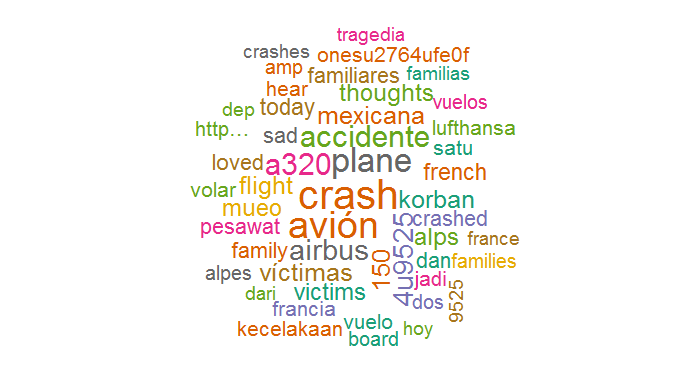 tragedia
crashes onesu2764ufe0f
amp familiares familias
hear thoughts vuelos
dep today mexicana
http… sad accidente lufthansa
satu
loved a320 plane french
volar flight crash korban
mueo avión crashed
pesawat 4u9525 alps france
family airbus dan families
alpes víctimas 150 jadi
dari victims dos 9525
francia
kecelakaan vuelo hoy
board